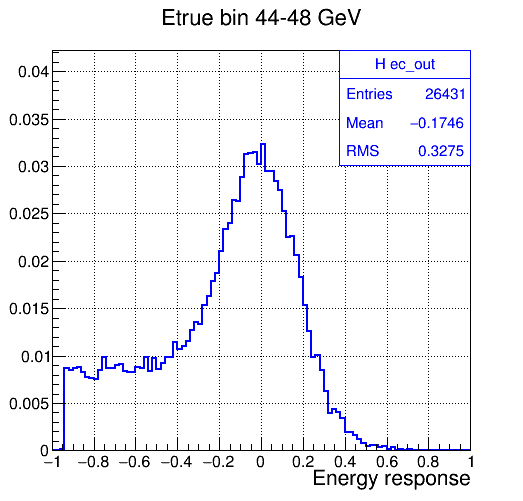 Etrue bin 44-48 GeV
H ec_out
Entries 26431
Mean −0.1746
RMS 0.3275
0.04
0.035
0.03
0.025
0.02
0.015
0.01
0.005
0
−1 −0.8 −0.6 −0.4 −0.2 0 0.2 0.4 0.6 0.8 1
Energy response